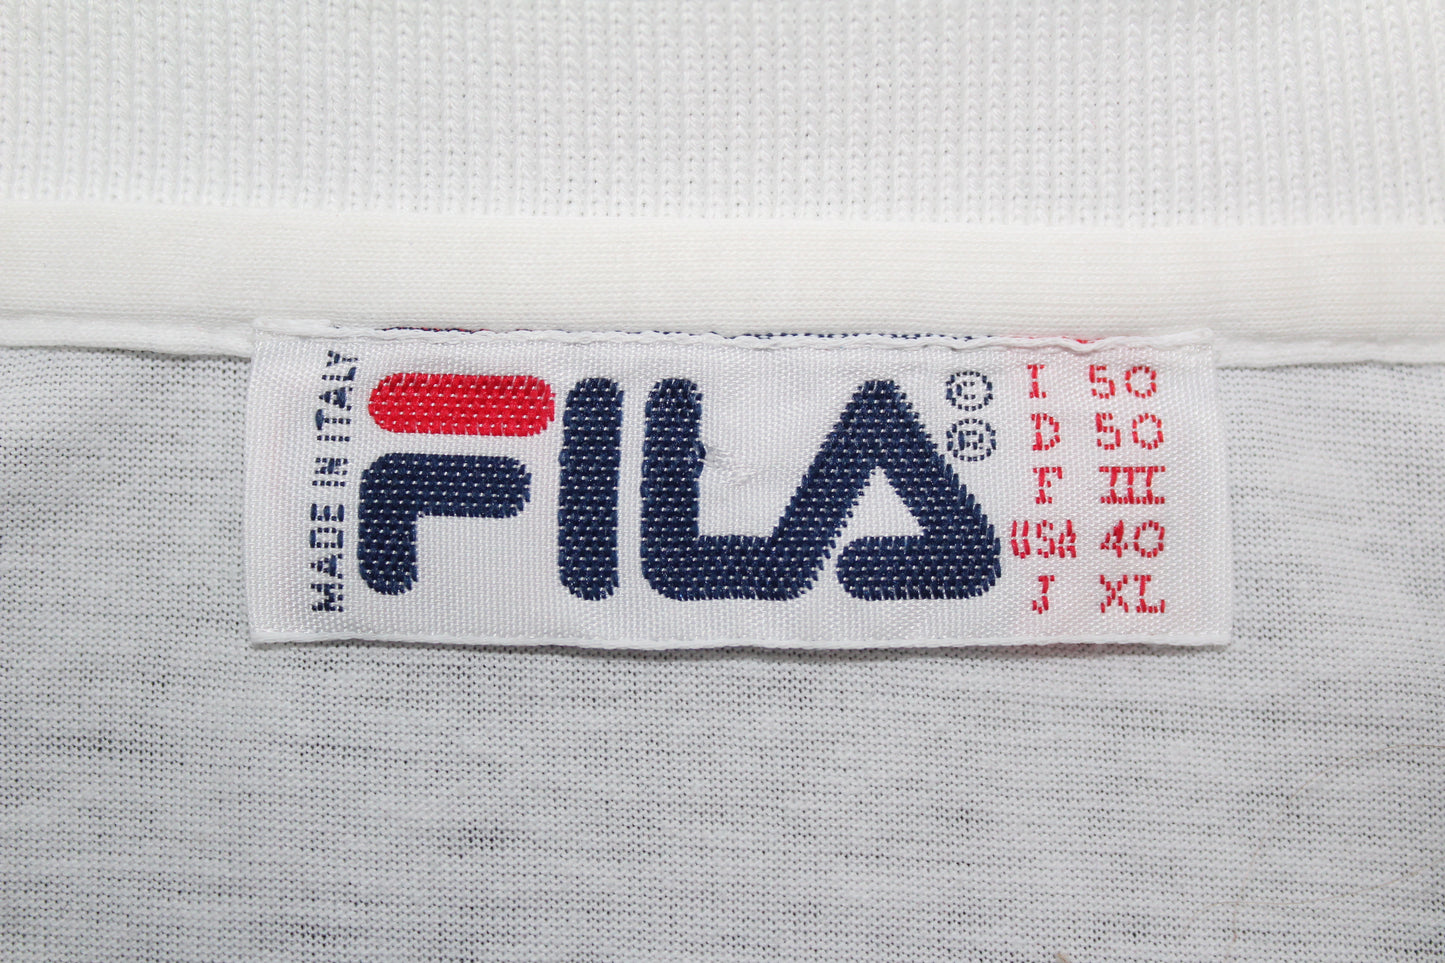 MADE IN ITALY
FILA
©
®
I 50
D 50
F III
USA 40
J XL